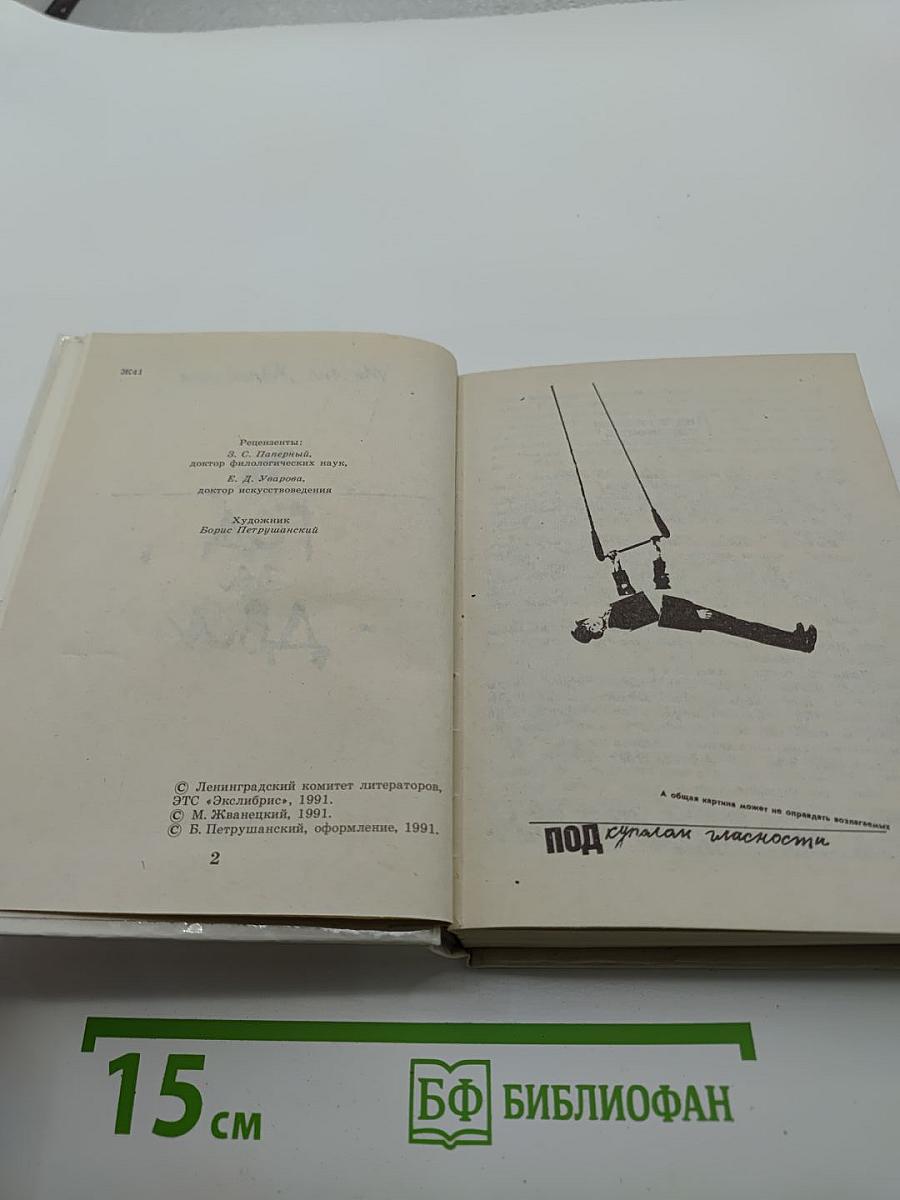 Ж41
Рецензенты:
З. С. Паперный,
доктор филологических наук,
Е. Д. Уварова,
доктор искусствоведения
Художник
Борис Петрушанский
© Ленинградский комитет литераторов,
ЭТС «Экслибрис», 1991.
© М. Жванецкий, 1991.
© Б. Петрушанский, оформление, 1991.
2
А общая картина может не оправдать возлагаемых
ПОД куполом гласности
15 см
БФ БИБЛИОФАН